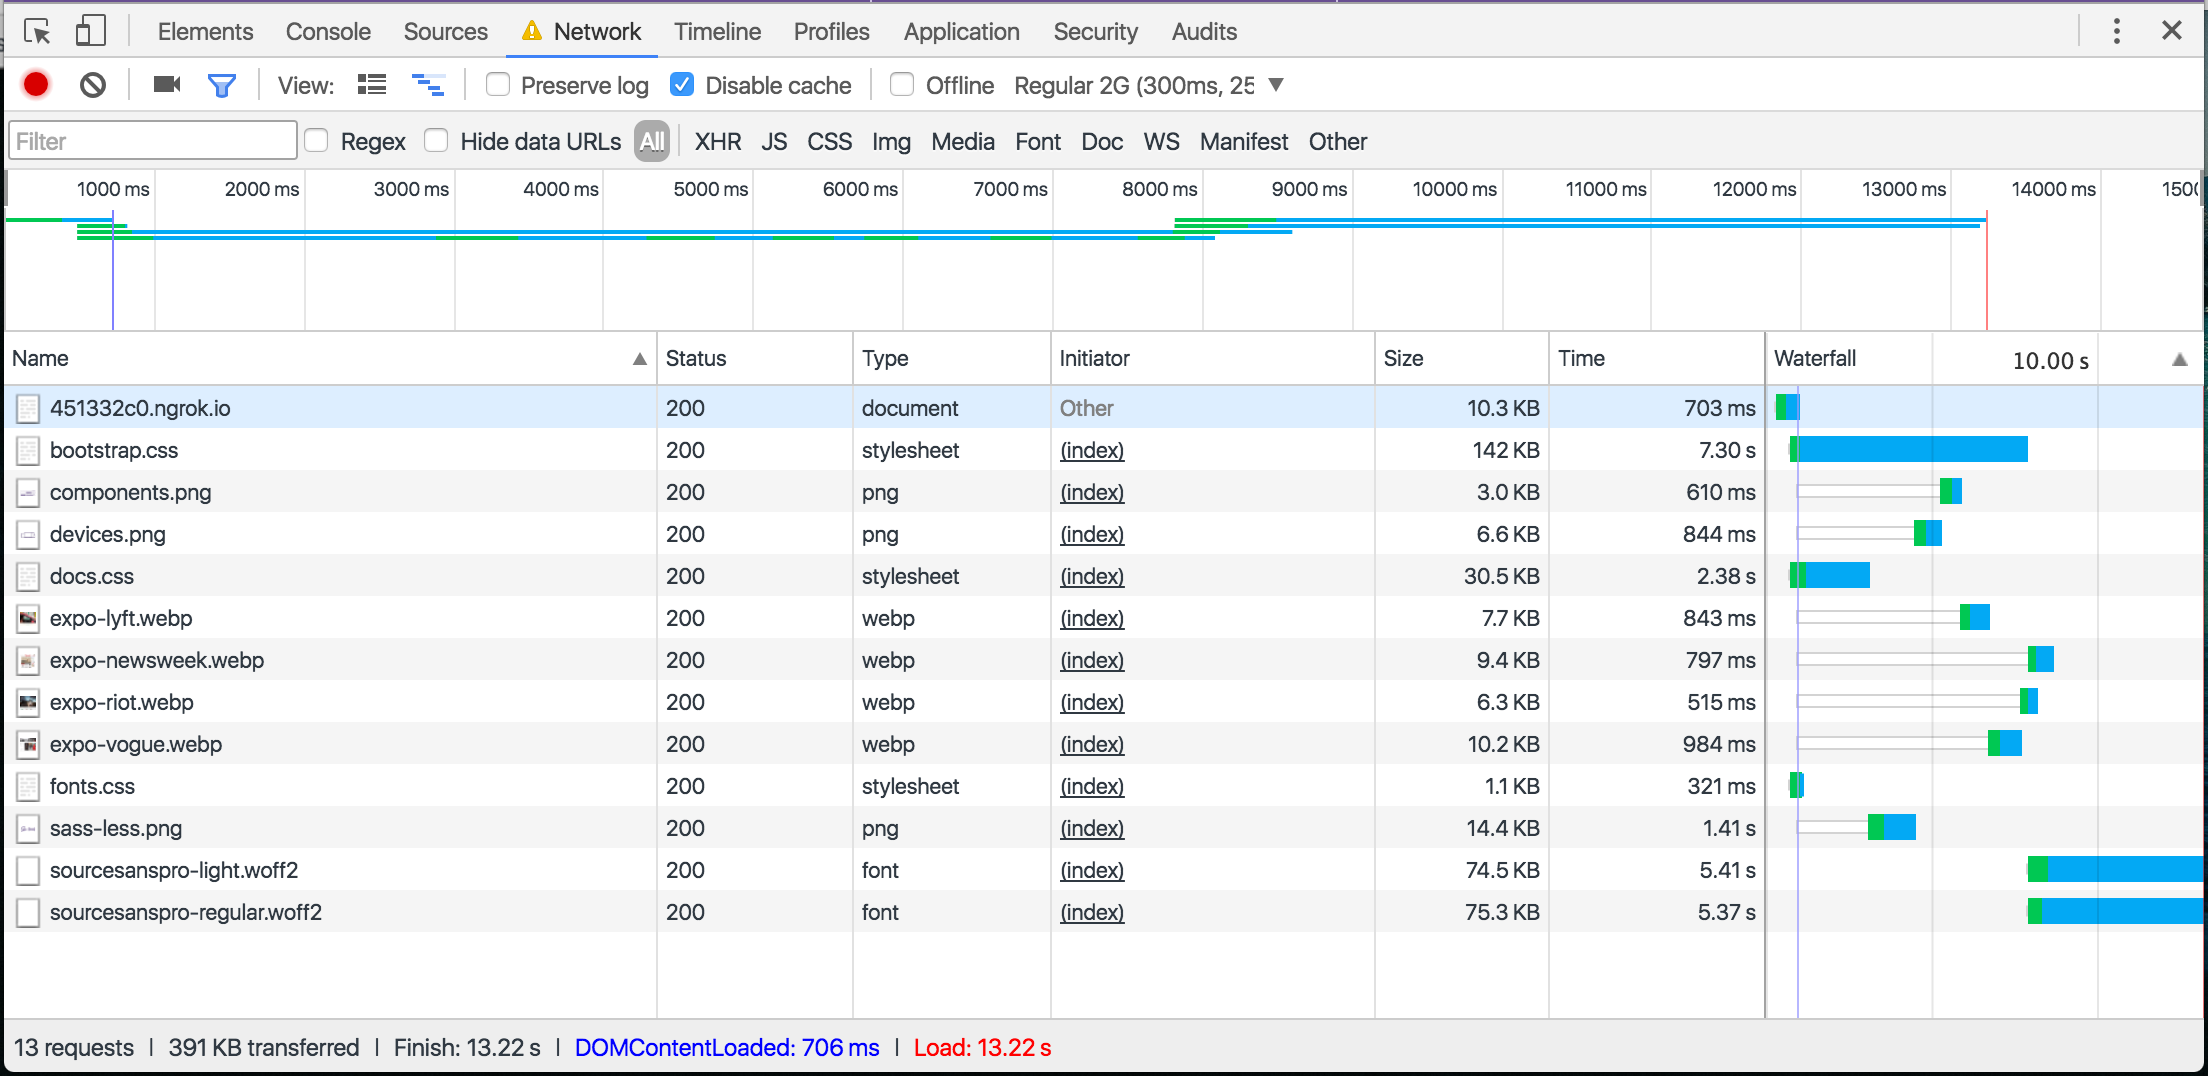 Elements Console Sources Network Timeline Profiles Application Security Audits
View: Preserve log Disable cache Offline Regular 2G (300ms, 25
Filter Regex Hide data URLs All XHR JS CSS Img Media Font Doc WS Manifest Other
1000 ms 2000 ms 3000 ms 4000 ms 5000 ms 6000 ms 7000 ms 8000 ms 9000 ms 10000 ms 11000 ms 12000 ms 13000 ms 14000 ms 1500
Name Status Type Initiator Size Time Waterfall 10.00 s
451332c0.ngrok.io 200 document Other 10.3 KB 703 ms
bootstrap.css 200 stylesheet (index) 142 KB 7.30 s
components.png 200 png (index) 3.0 KB 610 ms
devices.png 200 png (index) 6.6 KB 844 ms
docs.css 200 stylesheet (index) 30.5 KB 2.38 s
expo-lyft.webp 200 webp (index) 7.7 KB 843 ms
expo-newsweek.webp 200 webp (index) 9.4 KB 797 ms
expo-riot.webp 200 webp (index) 6.3 KB 515 ms
expo-vogue.webp 200 webp (index) 10.2 KB 984 ms
fonts.css 200 stylesheet (index) 1.1 KB 321 ms
sass-less.png 200 png (index) 14.4 KB 1.41 s
sourcesanspro-light.woff2 200 font (index) 74.5 KB 5.41 s
sourcesanspro-regular.woff2 200 font (index) 75.3 KB 5.37 s
13 requests | 391 KB transferred | Finish: 13.22 s | DOMContentLoaded: 706 ms | Load: 13.22 s